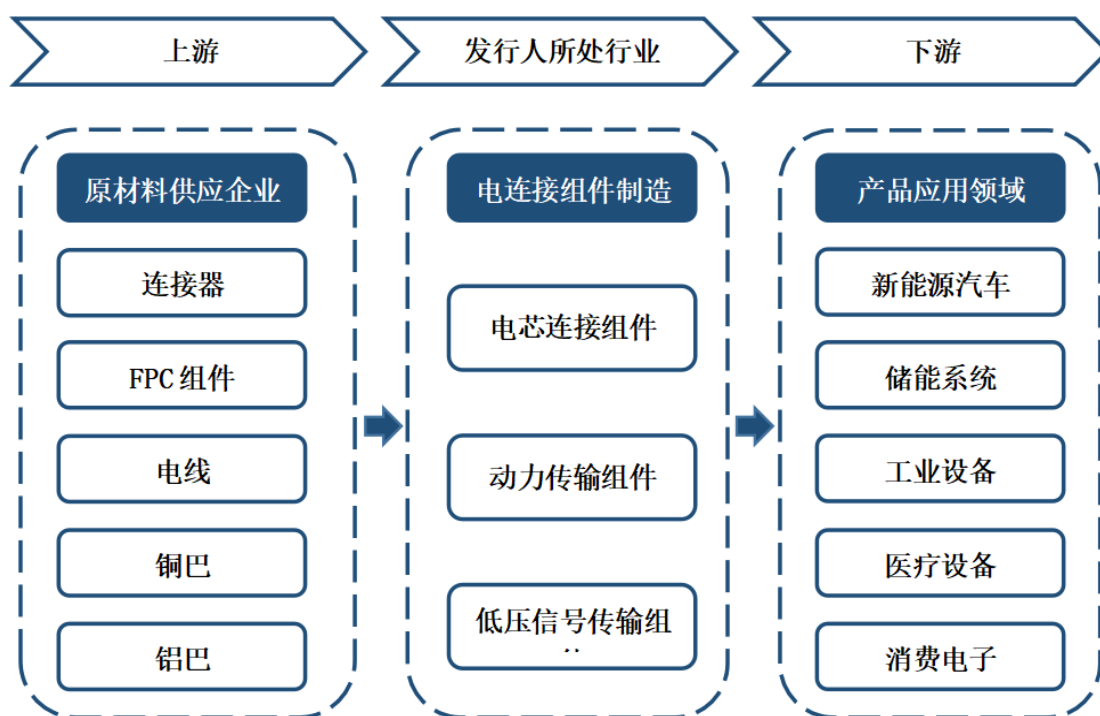 上游
发行人所处行业
下游
原材料供应企业
连接器
FPC 组件
电线
铜巴
铝巴
电连接组件制造
电芯连接组件
动力传输组件
低压信号传输组
产品应用领域
新能源汽车
储能系统
工业设备
医疗设备
消费电子